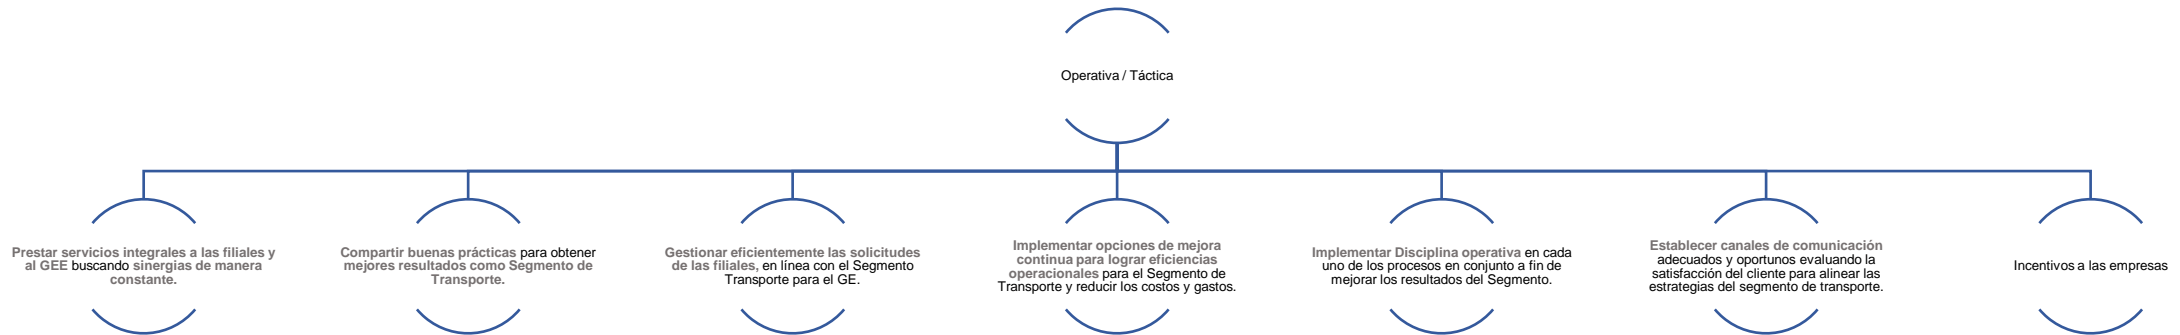 Operativa / Táctica
Prestar servicios integrales a las filiales y
al GEE buscando sinergias de manera
constante.
Compartir buenas prácticas para obtener
mejores resultados como Segmento de
Transporte.
Gestionar eficientemente las solicitudes
de las filiales, en línea con el Segmento
Transporte para el GE.
Implementar opciones de mejora
continua para lograr eficiencias
operacionales para el Segmento de
Transporte y reducir los costos y gastos.
Implementar Disciplina operativa en cada
uno de los procesos en conjunto a fin de
mejorar los resultados del Segmento.
Establecer canales de comunicación
adecuados y oportunos evaluando la
satisfacción del cliente para alinear las
estrategias del segmento de transporte.
Incentivos a las empresas